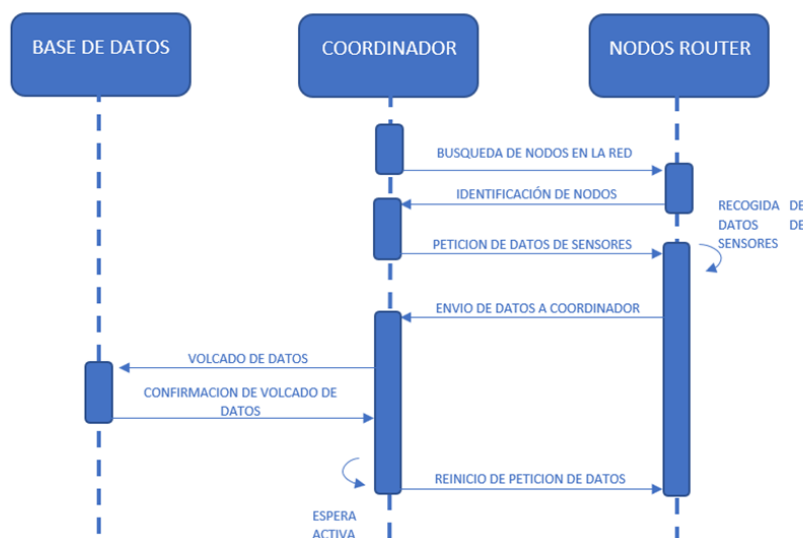 BASE DE DATOS
COORDINADOR
NODOS ROUTER
BUSQUEDA DE NODOS EN LA RED
IDENTIFICACIÓN DE NODOS
RECOGIDA DE
DATOS DE
SENSORES
PETICION DE DATOS DE SENSORES
ENVIO DE DATOS A COORDINADOR
VOLCADO DE DATOS
CONFIRMACION DE VOLCADO DE
DATOS
REINICIO DE PETICION DE DATOS
ESPERA
ACTIVA